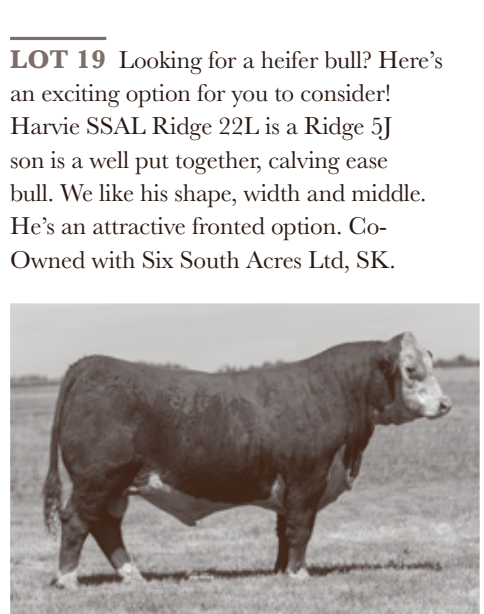 LOT 19 Looking for a heifer bull? Here’s
an exciting option for you to consider!
Harvie SSAL Ridge 22L is a Ridge 5J
son is a well put together, calving ease
bull. We like his shape, width and middle.
He’s an attractive fronted option. Co-
Owned with Six South Acres Ltd, SK.